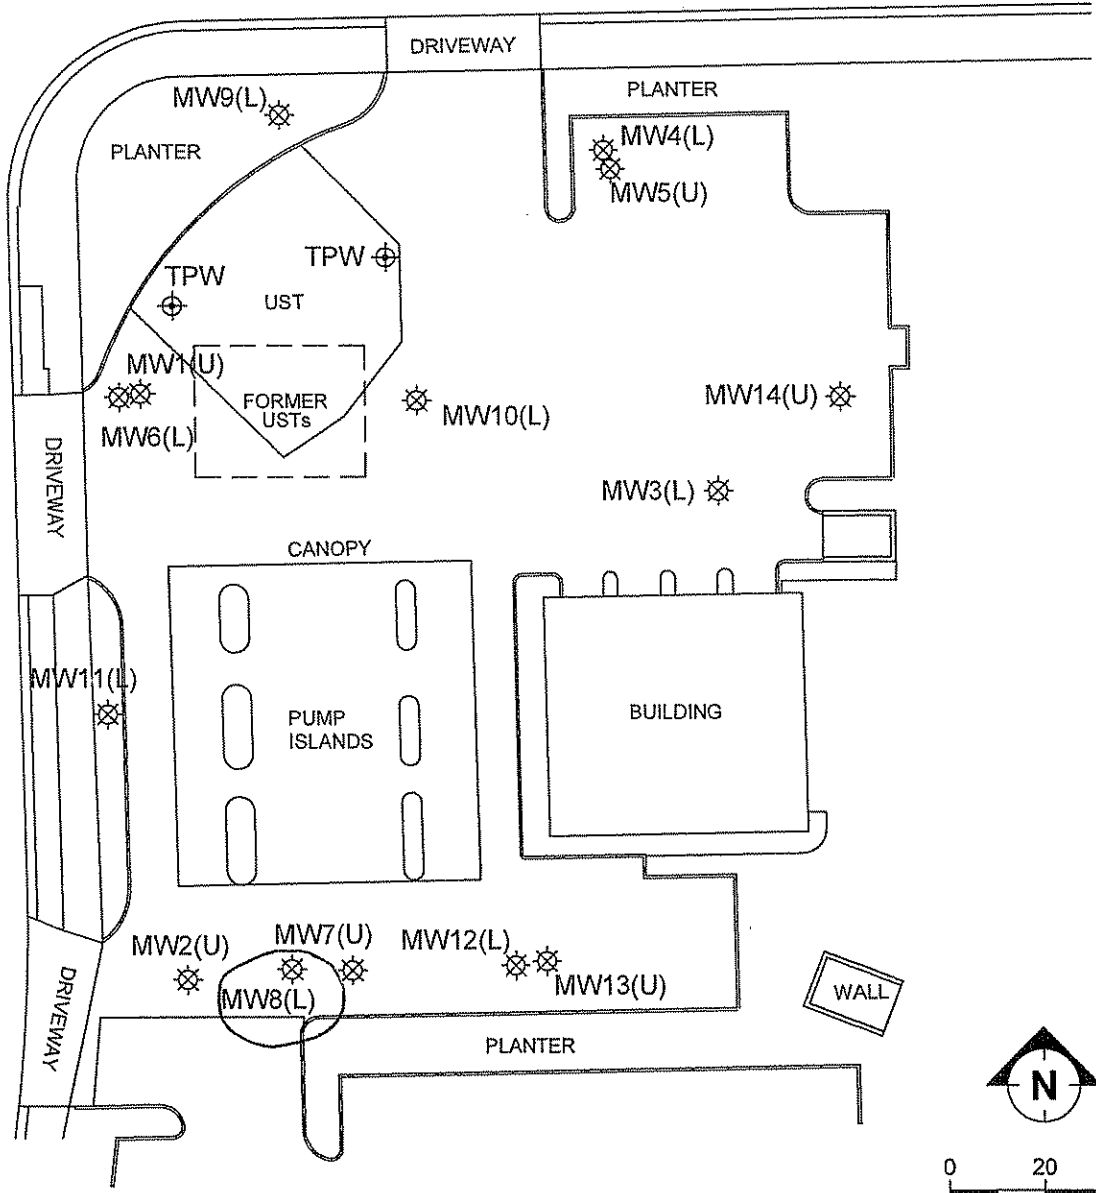 DRIVEWAY
PLANTER
MW9(L)
MW4(L)
PLANTER
MW5(U)
TPW
TPW
UST
MW1(U)
FORMER
USTs
MW14(U)
MW10(L)
MW6(L)
DRIVEWAY
MW3(L)
CANOPY
MW11(L)
PUMP
ISLANDS
BUILDING
MW7(U)
MW2(U)
MW12(L)
MW8(L)
MW13(U)
WALL
DRIVEWAY
PLANTER
N
0 20